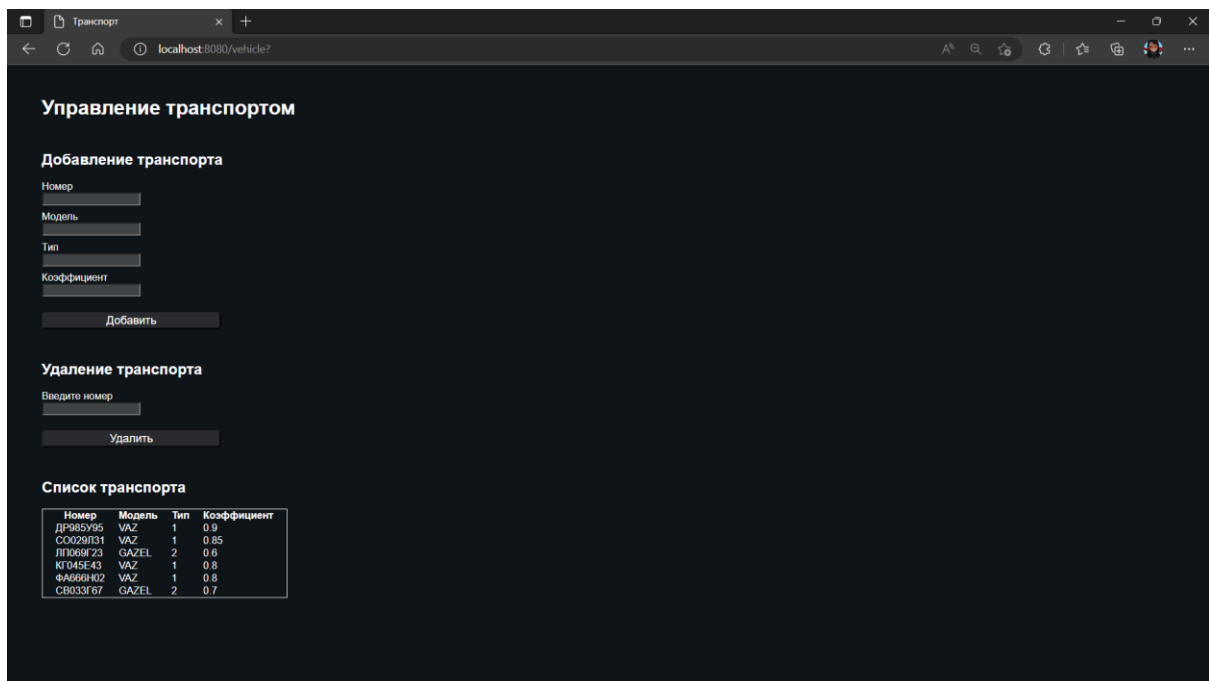 Транспорт
localhost:8080/vehicle?
Управление транспортом
Добавление транспорта
Номер
Модель
Тип
Коэффициент
Добавить
Удаление транспорта
Введите номер
Удалить
Список транспорта
Номер Модель Тип Коэффициент
ДР985У95 VAZ 1 0.9
СО029Л31 VAZ 1 0.85
ЛП069Г23 GAZEL 2 0.6
КГ045Е43 VAZ 1 0.8
ФА666Н02 VAZ 1 0.8
СВ033Г67 GAZEL 2 0.7